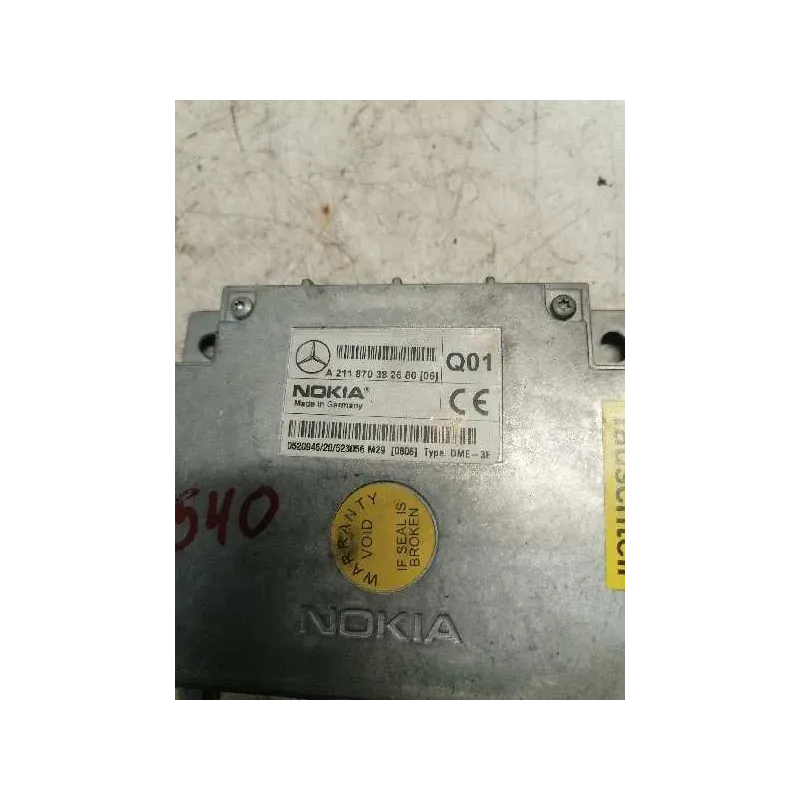 A 211 870 38 26 80 [06]
Q01
NOKIA®
Made in Germany
CE
0520945/20/523056 M29 [0606] Type: DME-3F
540
WARRANTY
VOID
IF SEAL IS
BROKEN
NOKIA